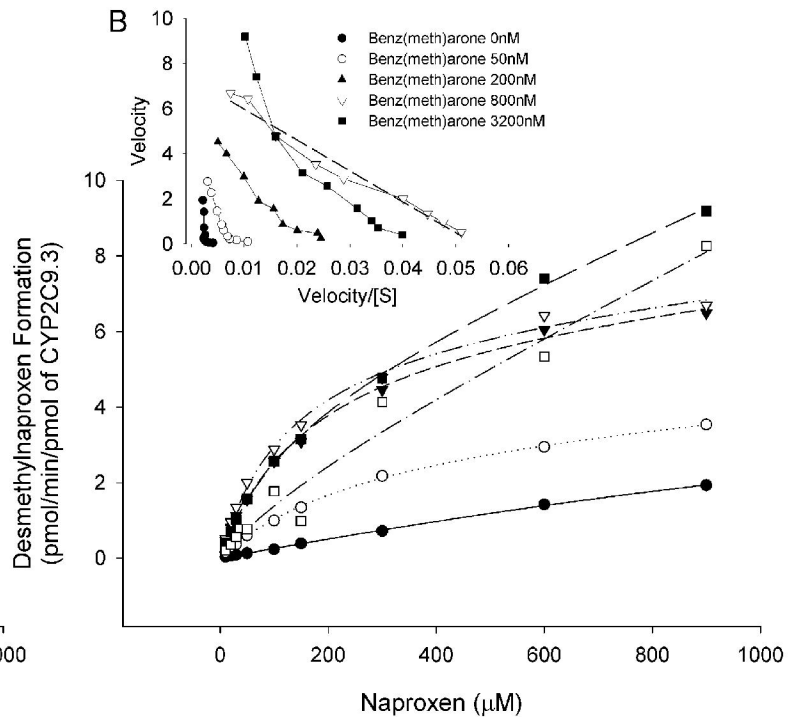 B
10
8
6
4
2
0
Velocity
0.00 0.01 0.02 0.03 0.04 0.05 0.06
Velocity/[S]
Benz(meth)arone 0nM
Benz(meth)arone 50nM
Benz(meth)arone 200nM
Benz(meth)arone 800nM
Benz(meth)arone 3200nM
10
8
6
4
2
0
Desmethylnaproxen Formation
(pmol/min/pmol of CYP2C9.3)
000 0 200 400 600 800 1000
Naproxen (μM)